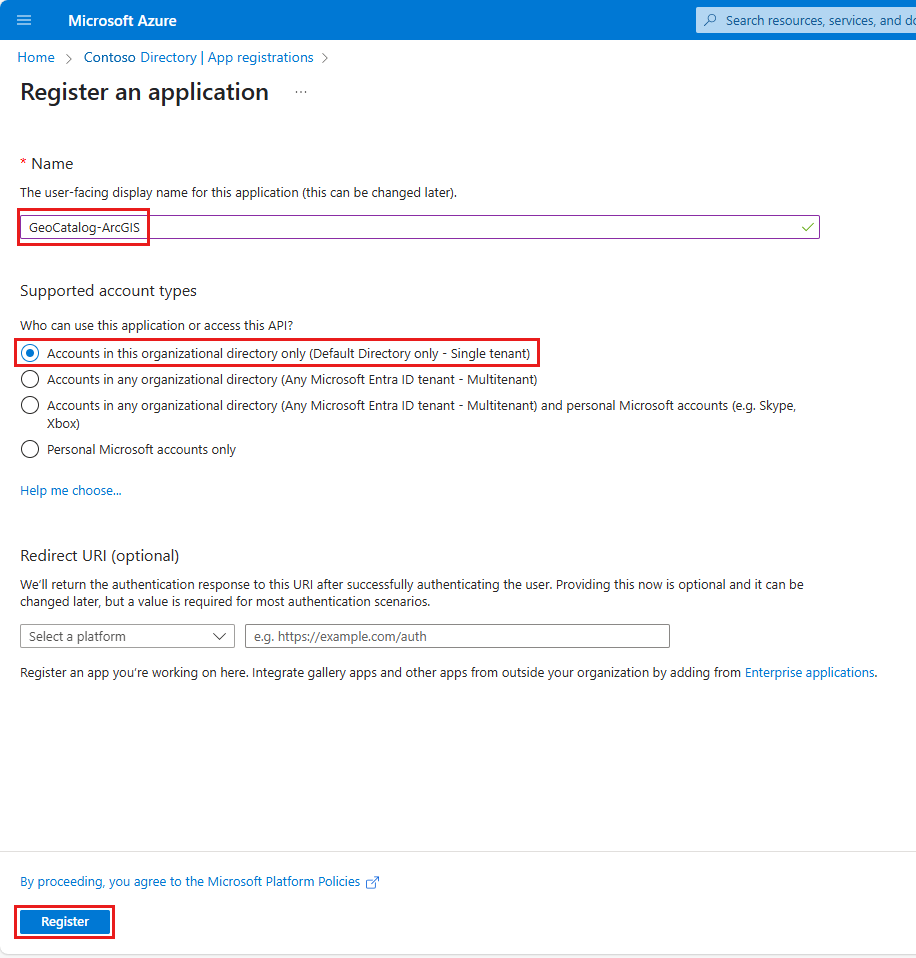 Microsoft Azure
Search resources, services, and do
Home > Contoso Directory | App registrations >
Register an application ...
* Name
The user-facing display name for this application (this can be changed later).
GeoCatalog-ArcGIS
Supported account types
Who can use this application or access this API?
Accounts in this organizational directory only (Default Directory only - Single tenant)
Accounts in any organizational directory (Any Microsoft Entra ID tenant - Multitenant)
Accounts in any organizational directory (Any Microsoft Entra ID tenant - Multitenant) and personal Microsoft accounts (e.g. Skype,
Xbox)
Personal Microsoft accounts only
Help me choose...
Redirect URI (optional)
We'll return the authentication response to this URI after successfully authenticating the user. Providing this now is optional and it can be
changed later, but a value is required for most authentication scenarios.
Select a platform
e.g. https://example.com/auth
Register an app you're working on here. Integrate gallery apps and other apps from outside your organization by adding from Enterprise applications.
By proceeding, you agree to the Microsoft Platform Policies
Register